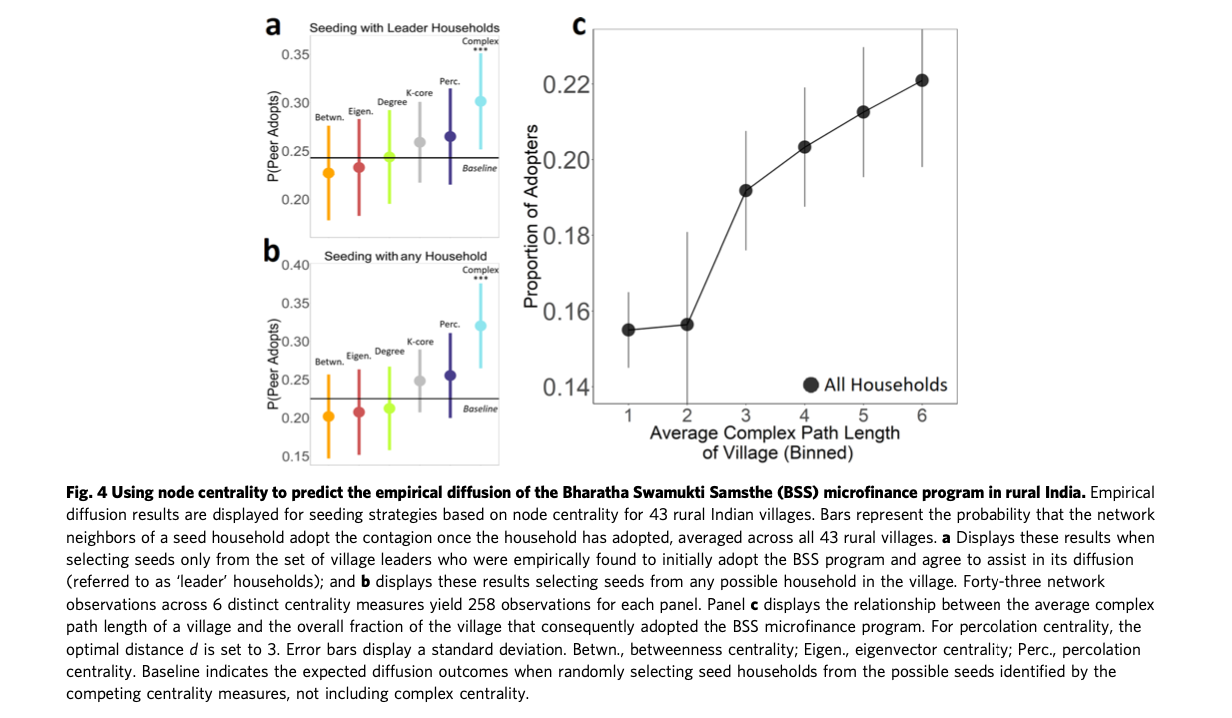 a
Seeding with Leader Households
Complex
***
0.35
Perc.
K-core
0.30
Degree
Eigen.
Betwn.
P(Peer Adopts)
0.25
Baseline
0.20
b
Seeding with any Household
0.40
Complex
***
0.35
Perc.
0.30
K-core
Degree
Eigen.
Betwn.
P(Peer Adopts)
0.25
Baseline
0.20
0.15
c
0.22
0.20
0.18
0.16
0.14
Proportion of Adopters
All Households
1 2 3 4 5 6
Average Complex Path Length
of Village (Binned)
Fig. 4 Using node centrality to predict the empirical diffusion of the Bharatha Swamukti Samsthe (BSS) microfinance program in rural India. Empirical
diffusion results are displayed for seeding strategies based on node centrality for 43 rural Indian villages. Bars represent the probability that the network
neighbors of a seed household adopt the contagion once the household has adopted, averaged across all 43 rural villages. a Displays these results when
selecting seeds only from the set of village leaders who were empirically found to initially adopt the BSS program and agree to assist in its diffusion
(referred to as ‘leader’ households); and b displays these results selecting seeds from any possible household in the village. Forty-three network
observations across 6 distinct centrality measures yield 258 observations for each panel. Panel c displays the relationship between the average complex
path length of a village and the overall fraction of the village that consequently adopted the BSS microfinance program. For percolation centrality, the
optimal distance d is set to 3. Error bars display a standard deviation. Betwn., betweenness centrality; Eigen., eigenvector centrality; Perc., percolation
centrality. Baseline indicates the expected diffusion outcomes when randomly selecting seed households from the possible seeds identified by the
competing centrality measures, not including complex centrality.